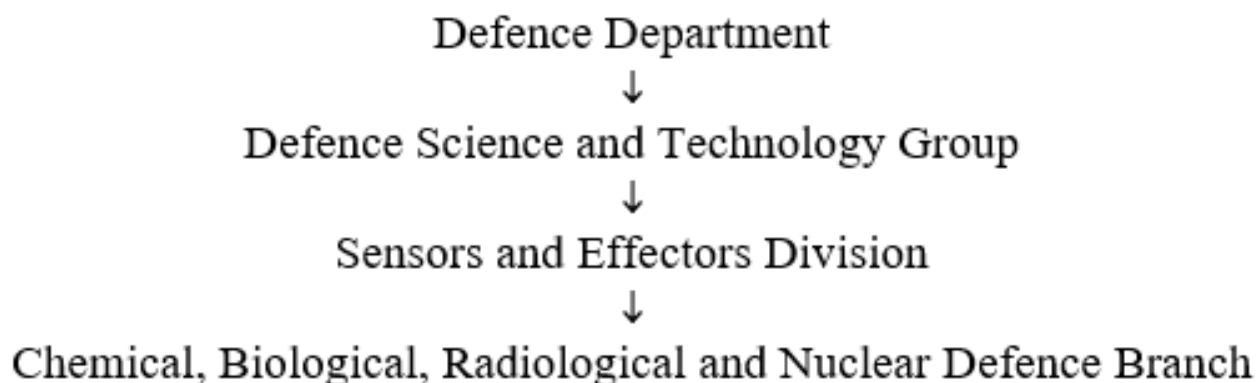 Defence Department
↓
Defence Science and Technology Group
↓
Sensors and Effectors Division
↓
Chemical, Biological, Radiological and Nuclear Defence Branch